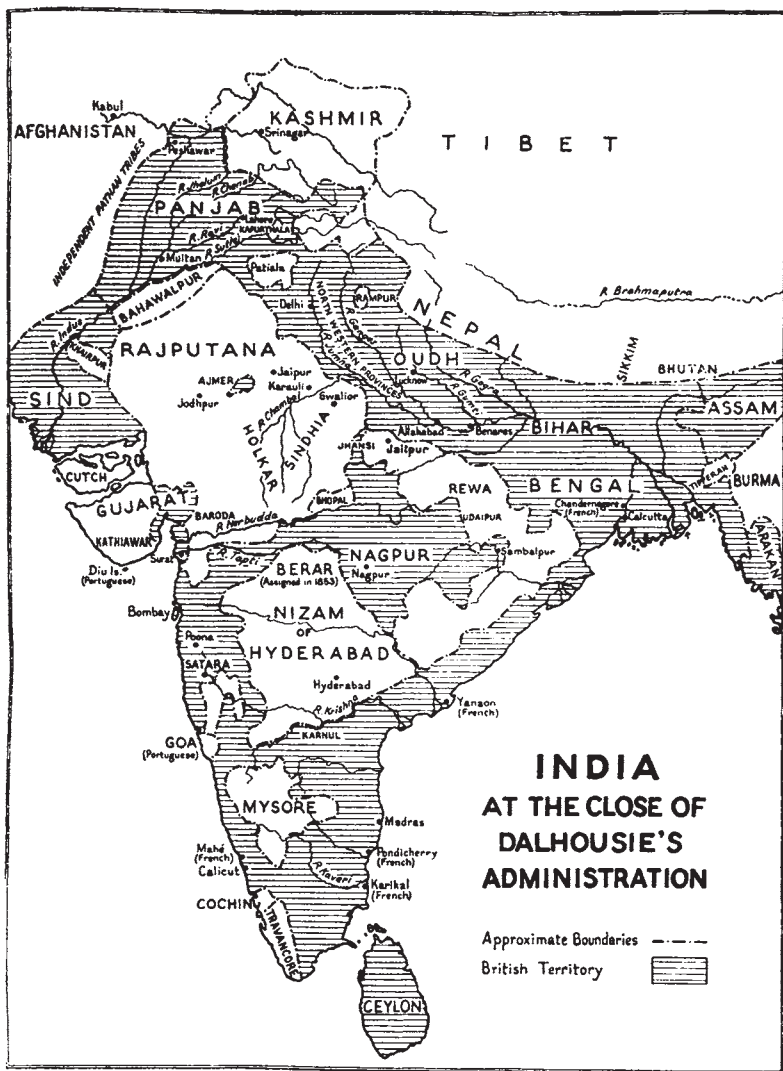 Kabul
AFGHANISTAN
KASHMIR
Srinagar
TIBET
Peshawar
INDEPENDENT PATHAN TRIBES
R. Jhelum
R. Chenab
PANJAB
Lahore
KAPURTHALA
R. Ravi
R. Sutlej
Multan
Patiala
BAHAWALPUR
Delhi
RAMPUR
NORTH WESTERN PROVINCES
R. Ganges
R. Jumna
NEPAL
R. Brahmaputra
R. Indus
KHAIRPUR
RAJPUTANA
OUDH
Lucknow
R. Gogra
R. Gumti
SIKKIM
BHUTAN
SIND
AJMER
Jaipur
Karauli
Jodhpur
Gwalior
R. Chambal
HOLKAR
SINDHIA
Allahabad
Benares
BIHAR
ASSAM
JHANSI
Jaitpur
CUTCH
GUJARAT
BHOPAL
REWA
BENGAL
TIPPERAH
BURMA
Chandernagore
(French)
Calcutta
BARODA
R. Nerbudda
UDAIPUR
KATHIAWAR
Surat
R. Tapti
NAGPUR
Nagpur
Sambalpur
ARAKAN
Diu Is.
(Portuguese)
BERAR
(Assigned in 1853)
Bombay
NIZAM
OF
HYDERABAD
Poona
SATARA
Hyderabad
R. Krishna
Yanaon
(French)
KARNUL
GOA
(Portuguese)
MYSORE
Madras
Mahé
(French)
Calicut
Pondicherry
(French)
R. Kaveri
Karikal
(French)
COCHIN
TRAVANCORE
CEYLON
INDIA
AT THE CLOSE OF
DALHOUSIE'S
ADMINISTRATION
Approximate Boundaries
British Territory